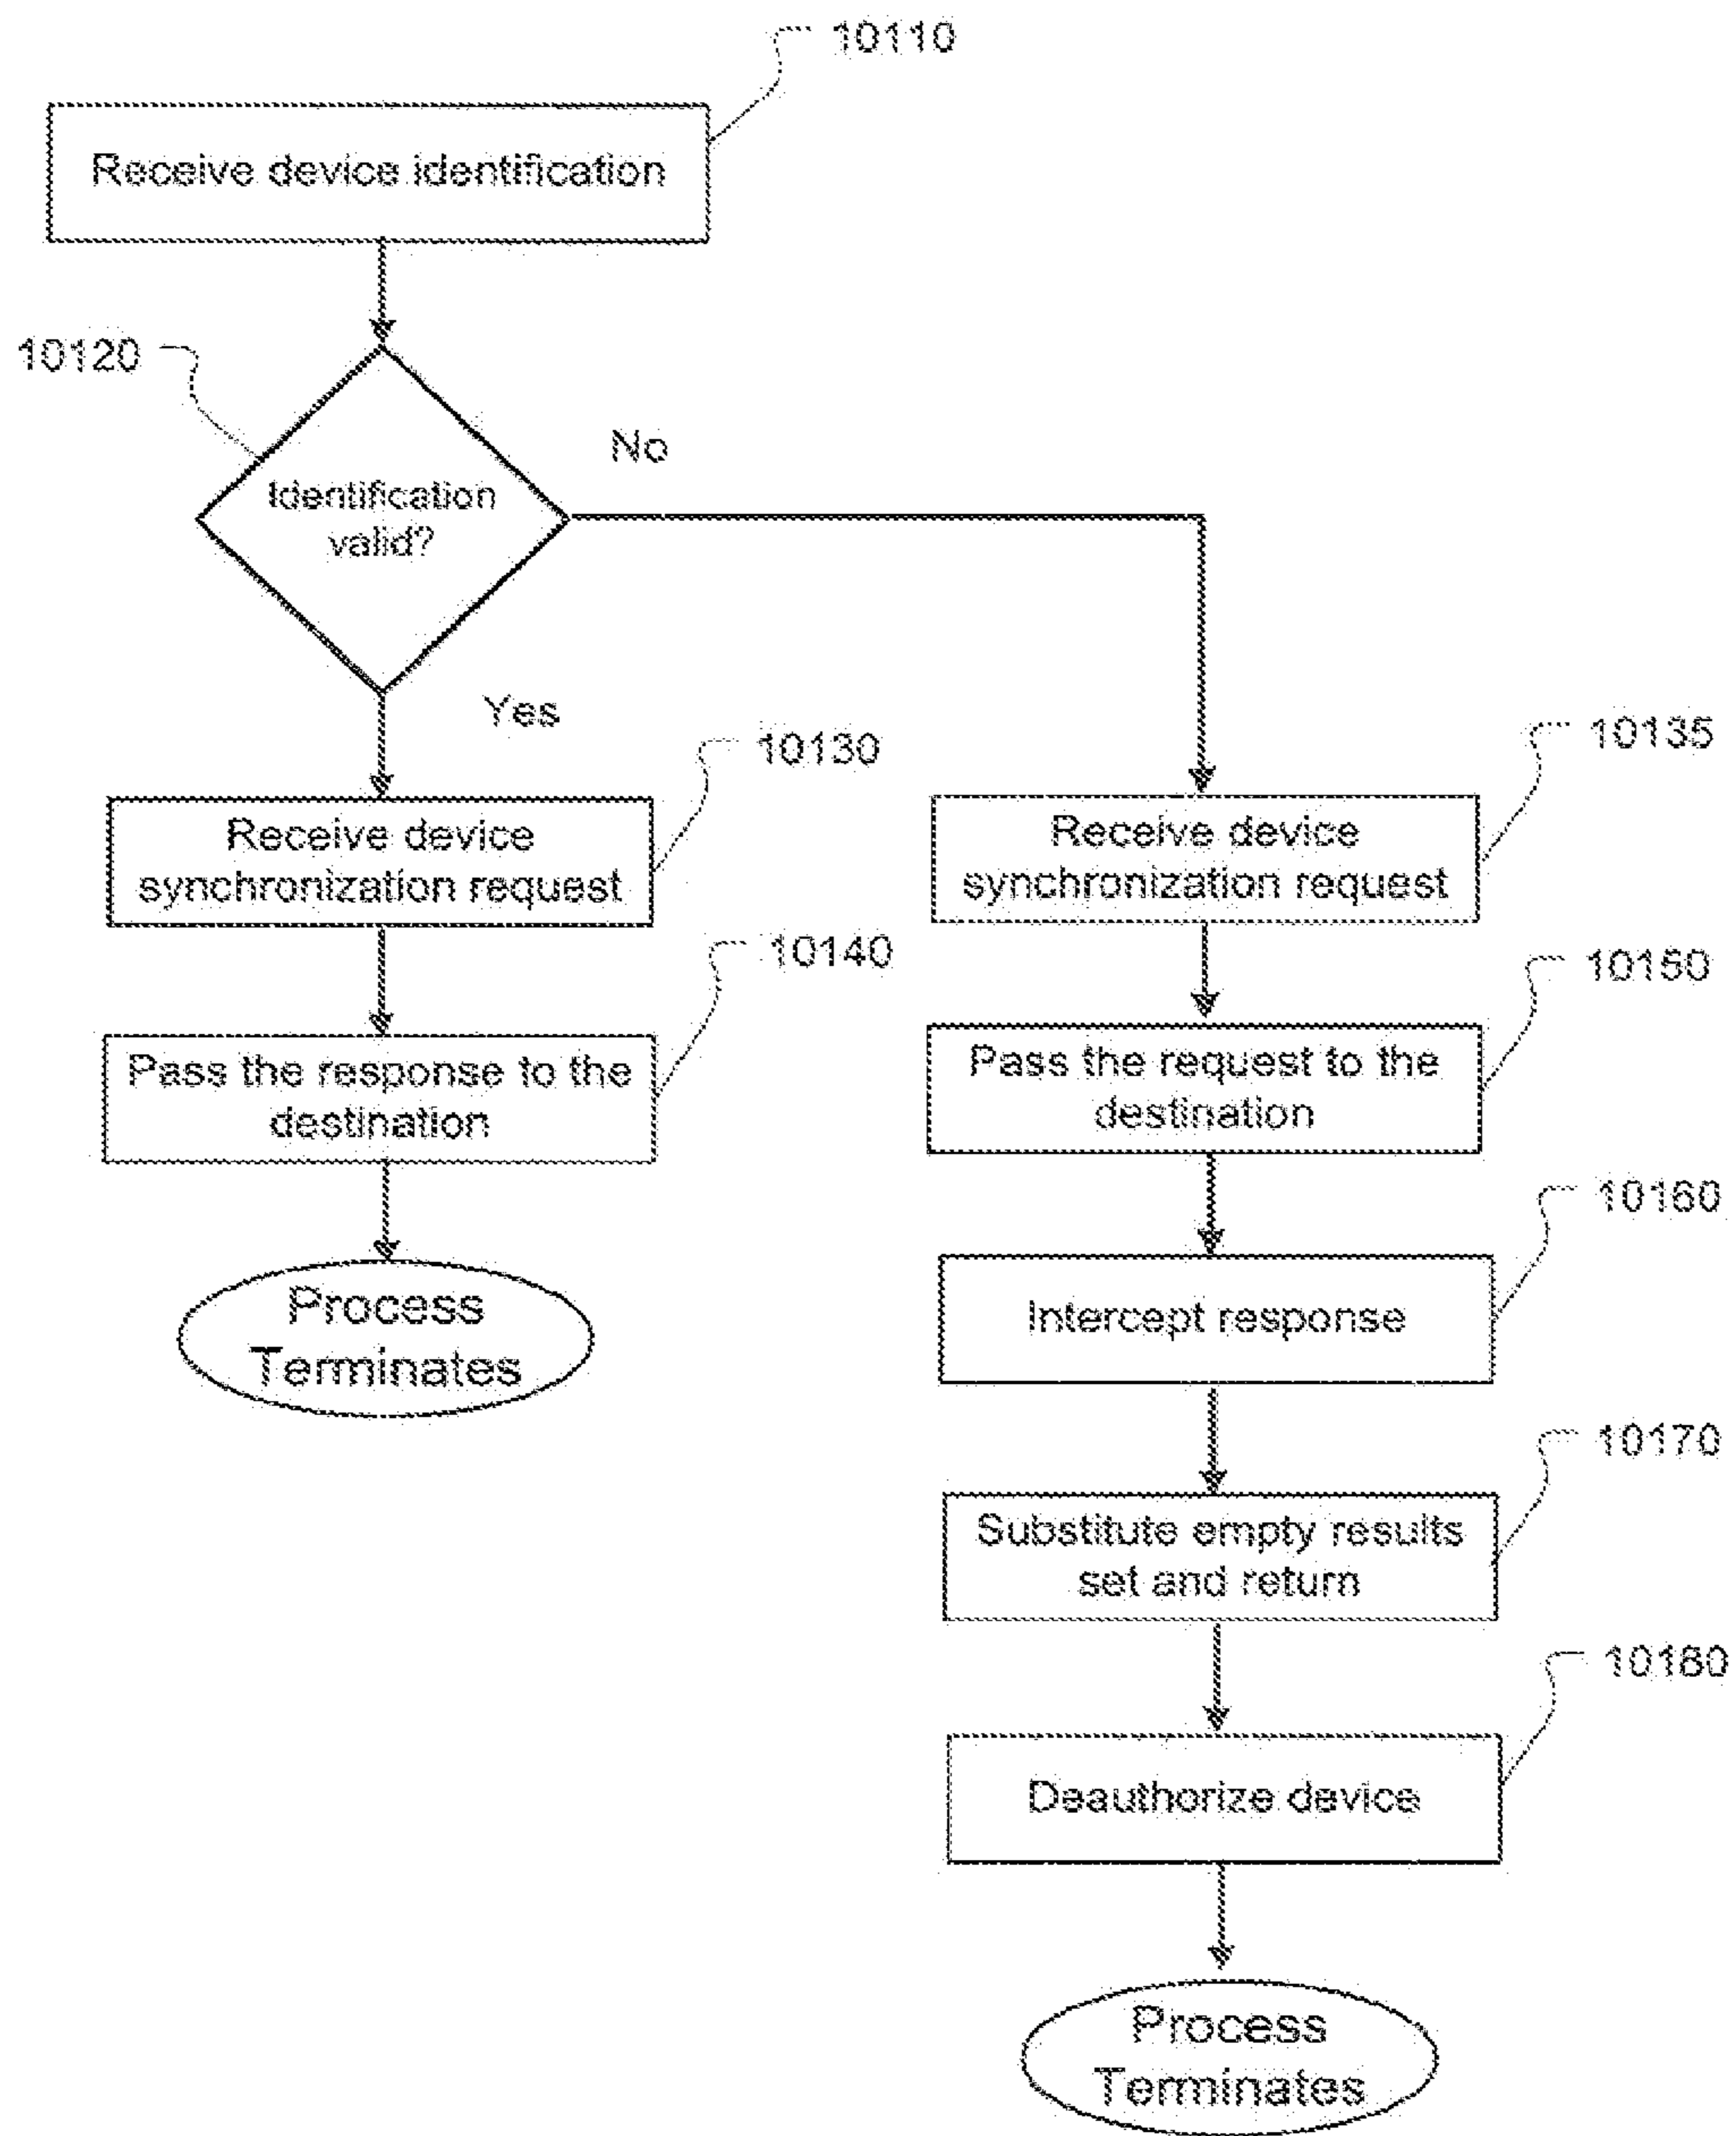 10110
Receive device identification
10120
No
Identification
valid?
Yes
10130
10135
Receive device
synchronization request
Receive device
synchronization request
10140
10150
Pass the response to the
destination
Pass the request to the
destination
10160
Process
Terminates
Intercept response
10170
Substitute empty results
set and return
10180
Deauthorize device
Process
Terminates